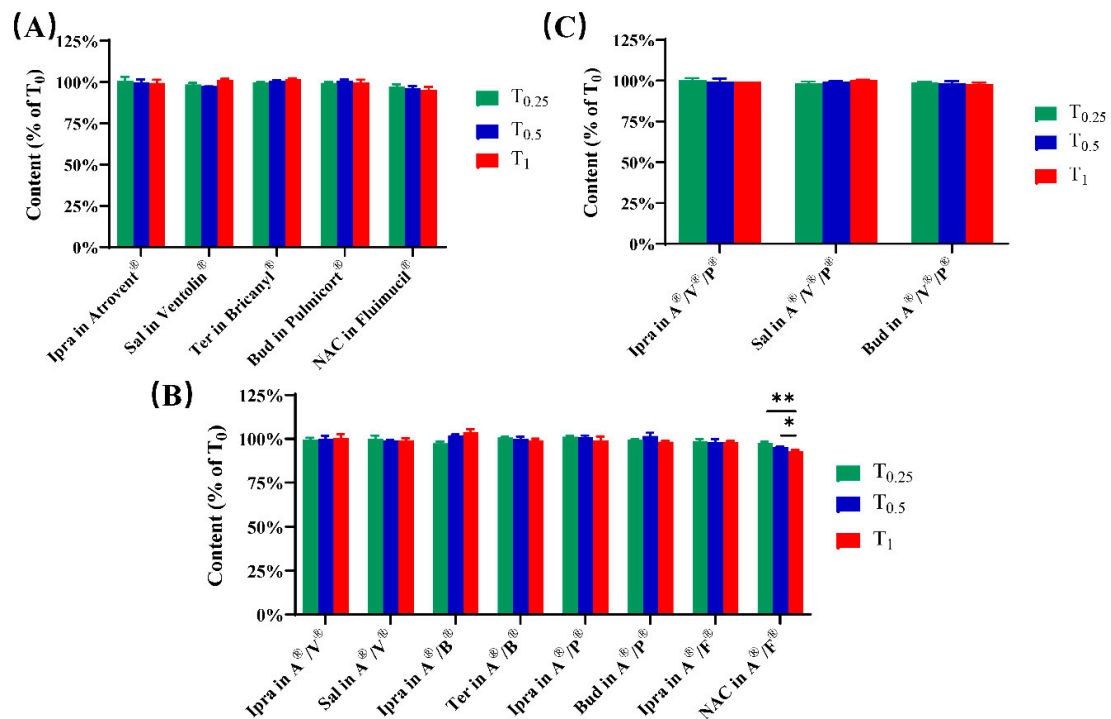 (A)
125%
100%
75%
50%
25%
0%
Content (% of T0)
Ipra in Atrovent®
Sal in Ventolin®
Ter in Bricanyl®
Bud in Pulmicort®
NAC in Fluimucil®
T0.25
T0.5
T1
(C)
125%
100%
75%
50%
25%
0%
Content (% of T0)
Ipra in A®/V®/P®
Sal in A®/V®/P®
Bud in A®/V®/P®
T0.25
T0.5
T1
(B)
125%
100%
75%
50%
25%
0%
Content (% of T0)
**
*
Ipra in A®/V®
Sal in A®/V®
Ipra in A®/B®
Ter in A®/B®
Ipra in A®/P®
Bud in A®/P®
Ipra in A®/F®
NAC in A®/F®
T0.25
T0.5
T1